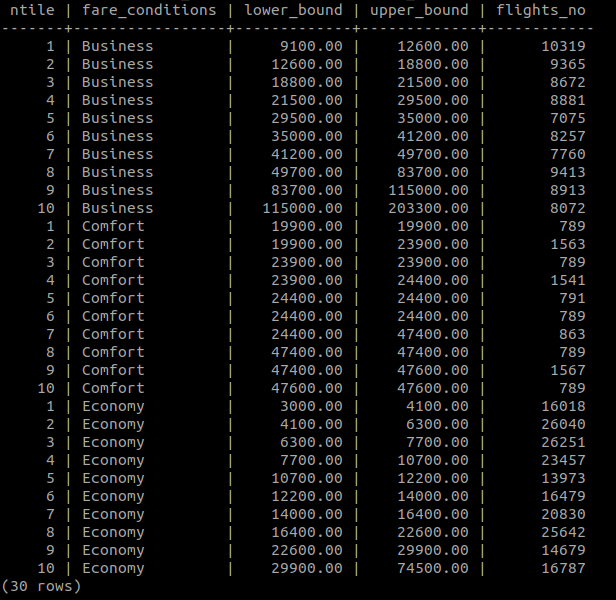 ntile | fare_conditions | lower_bound | upper_bound | flights_no
-------+-----------------+-------------+-------------+------------
     1 | Business        |     9100.00 |    12600.00 |      10319
     2 | Business        |    12600.00 |    18800.00 |       9365
     3 | Business        |    18800.00 |    21500.00 |       8672
     4 | Business        |    21500.00 |    29500.00 |       8881
     5 | Business        |    29500.00 |    35000.00 |       7075
     6 | Business        |    35000.00 |    41200.00 |       8257
     7 | Business        |    41200.00 |    49700.00 |       7760
     8 | Business        |    49700.00 |    83700.00 |       9413
     9 | Business        |    83700.00 |   115000.00 |       8913
    10 | Business        |   115000.00 |   203300.00 |       8072
     1 | Comfort         |    19900.00 |    19900.00 |        789
     2 | Comfort         |    19900.00 |    23900.00 |       1563
     3 | Comfort         |    23900.00 |    23900.00 |        789
     4 | Comfort         |    23900.00 |    24400.00 |       1541
     5 | Comfort         |    24400.00 |    24400.00 |        791
     6 | Comfort         |    24400.00 |    24400.00 |        789
     7 | Comfort         |    24400.00 |    47400.00 |        863
     8 | Comfort         |    47400.00 |    47400.00 |        789
     9 | Comfort         |    47400.00 |    47600.00 |       1567
    10 | Comfort         |    47600.00 |    47600.00 |        789
     1 | Economy         |     3000.00 |     4100.00 |      16018
     2 | Economy         |     4100.00 |     6300.00 |      26040
     3 | Economy         |     6300.00 |     7700.00 |      26251
     4 | Economy         |     7700.00 |    10700.00 |      23457
     5 | Economy         |    10700.00 |    12200.00 |      13973
     6 | Economy         |    12200.00 |    14000.00 |      16479
     7 | Economy         |    14000.00 |    16400.00 |      20830
     8 | Economy         |    16400.00 |    22600.00 |      25642
     9 | Economy         |    22600.00 |    29900.00 |      14679
    10 | Economy         |    29900.00 |    74500.00 |      16787
(30 rows)